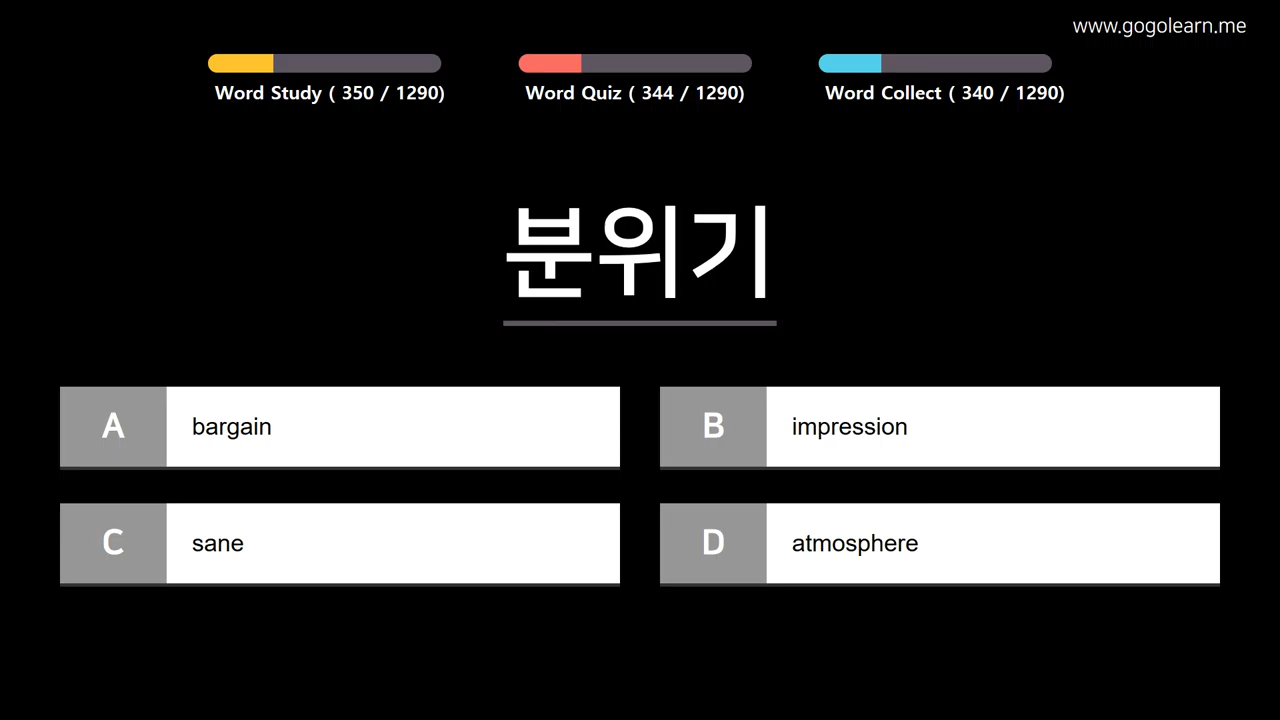 www.gogolearn.me
Word Study ( 350 / 1290)
Word Quiz ( 344 / 1290)
Word Collect ( 340 / 1290)
분위기
A bargain
B impression
C sane
D atmosphere